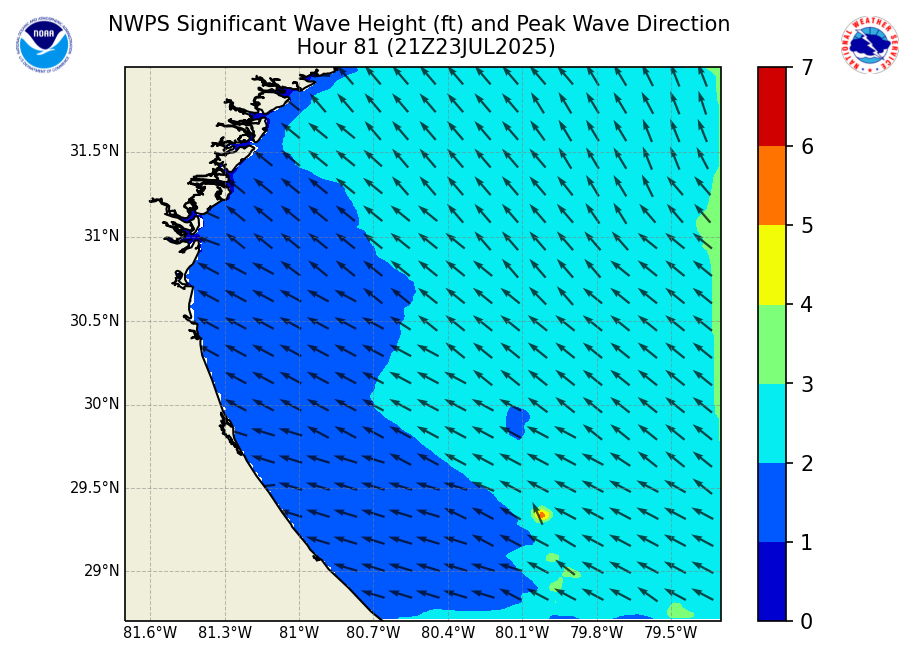 NWPS Significant Wave Height (ft) and Peak Wave Direction
Hour 81 (21Z23JUL2025)
NOAA
NATIONAL WEATHER SERVICE
7
6
5
4
3
2
1
0
31.5°N
31°N
30.5°N
30°N
29.5°N
29°N
81.6°W 81.3°W 81°W 80.7°W 80.4°W 80.1°W 79.8°W 79.5°W